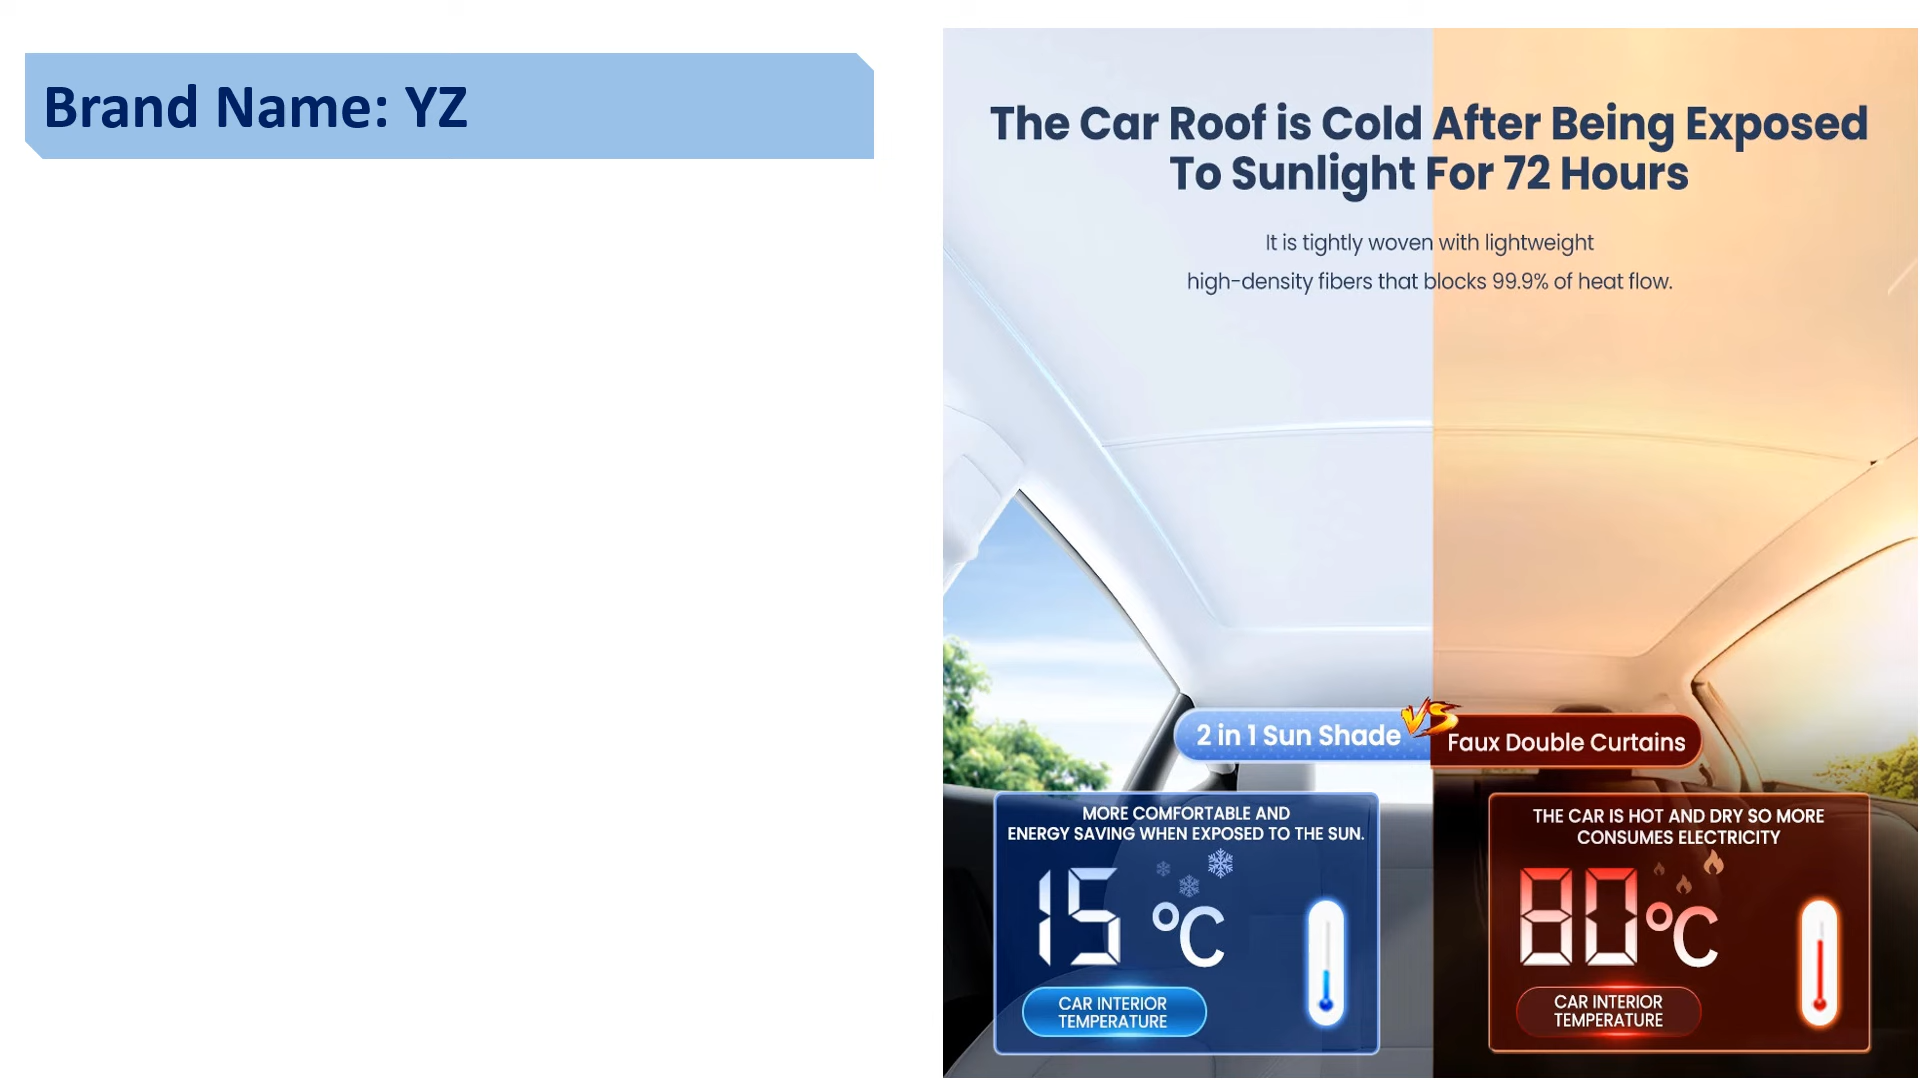 Brand Name: YZ
The Car Roof is Cold After Being Exposed
To Sunlight For 72 Hours
It is tightly woven with lightweight
high-density fibers that blocks 99.9% of heat flow.
2 in 1 Sun Shade
VS
Faux Double Curtains
MORE COMFORTABLE AND
ENERGY SAVING WHEN EXPOSED TO THE SUN.
15 °C
CAR INTERIOR
TEMPERATURE
THE CAR IS HOT AND DRY SO MORE
CONSUMES ELECTRICITY
80 °C
CAR INTERIOR
TEMPERATURE